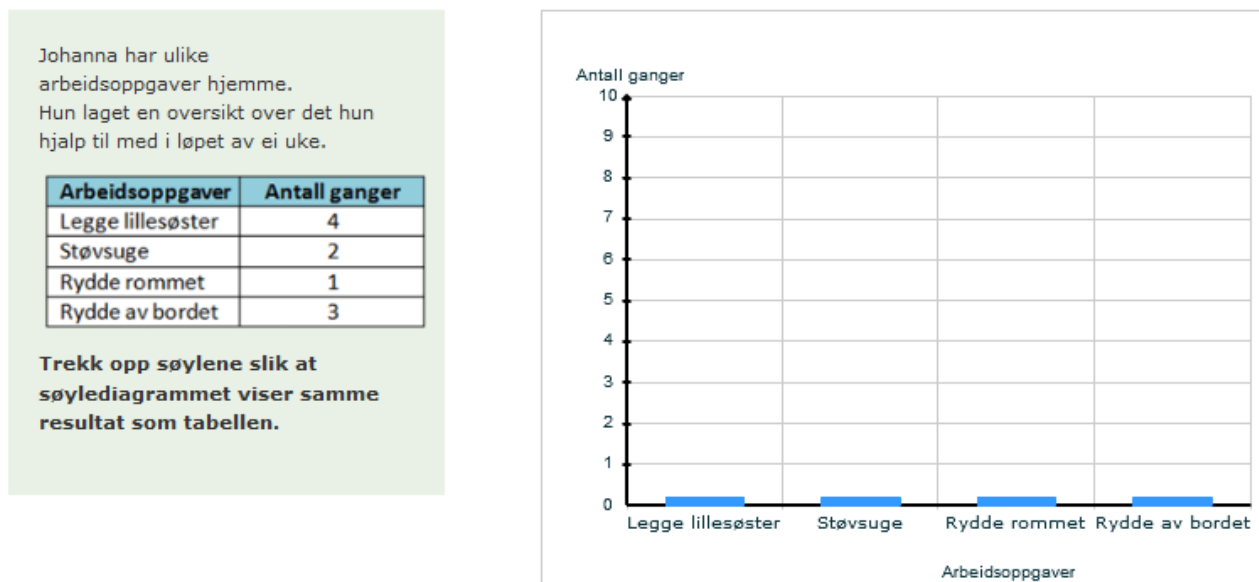 Johanna har ulike
arbeidsoppgaver hjemme.
Hun laget en oversikt over det hun
hjalp til med i løpet av ei uke.
Arbeidsoppgaver Antall ganger
Legge lillesøster 4
Støvsuge 2
Rydde rommet 1
Rydde av bordet 3
Trekk opp søylene slik at
søylediagrammet viser samme
resultat som tabellen.
Antall ganger
10
9
8
7
6
5
4
3
2
1
0
Legge lillesøster Støvsuge Rydde rommet Rydde av bordet
Arbeidsoppgaver